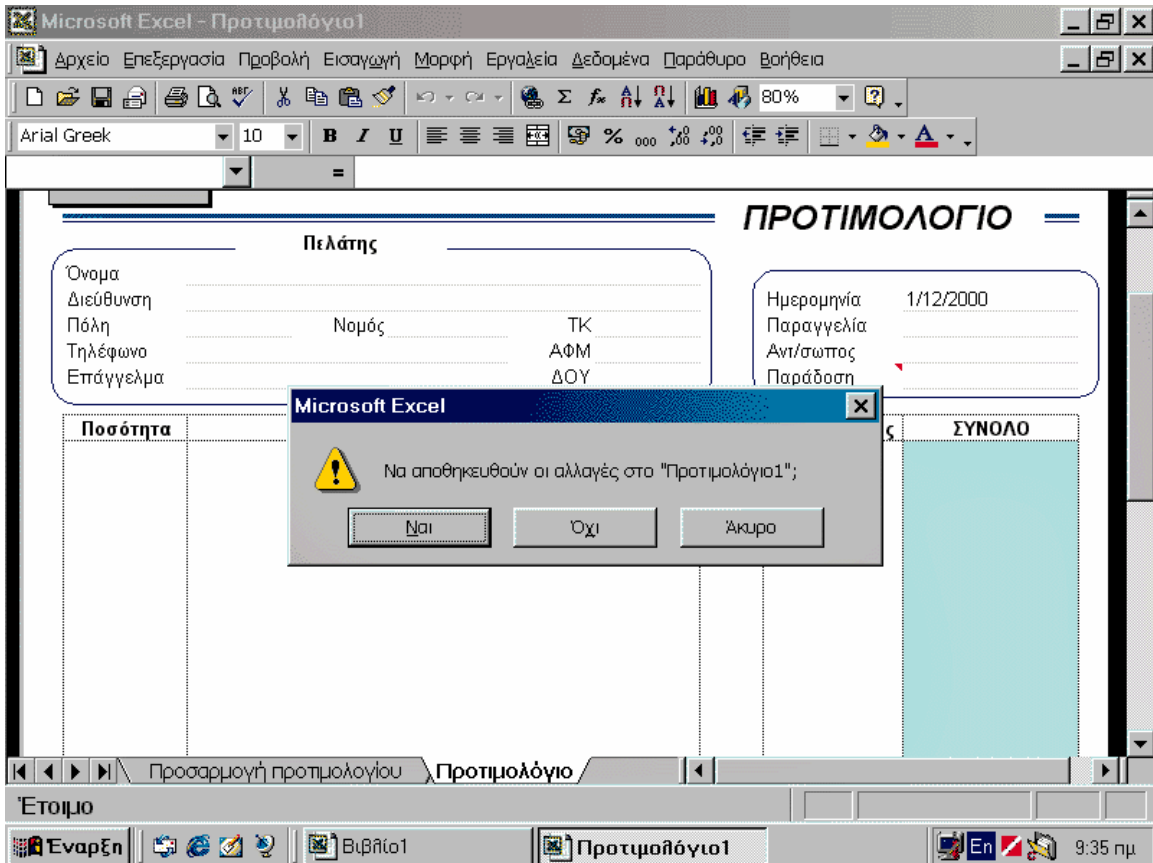 Microsoft Excel - Προτιμολόγιο1
Αρχείο Επεξεργασία Προβολή Εισαγωγή Μορφή Εργαλεία Δεδομένα Παράθυρο Βοήθεια
80%
Arial Greek 10 B I U % 000
=
ΠΡΟΤΙΜΟΛΟΓΙΟ
Πελάτης
Όνομα
Διεύθυνση
Πόλη Νομός ΤΚ
Τηλέφωνο ΑΦΜ
Επάγγελμα ΔΟΥ
Ημερομηνία 1/12/2000
Παραγγελία
Αντ/σωπος
Παράδοση
Ποσότητα ς ΣΥΝΟΛΟ
Microsoft Excel
Να αποθηκευθούν οι αλλαγές στο "Προτιμολόγιο1";
Ναι Όχι Άκυρο
Προσαρμογή προτιμολογίου Προτιμολόγιο
Έτοιμο
Έναρξη Βιβλίο1 Προτιμολόγιο1 En 9:35 πμ